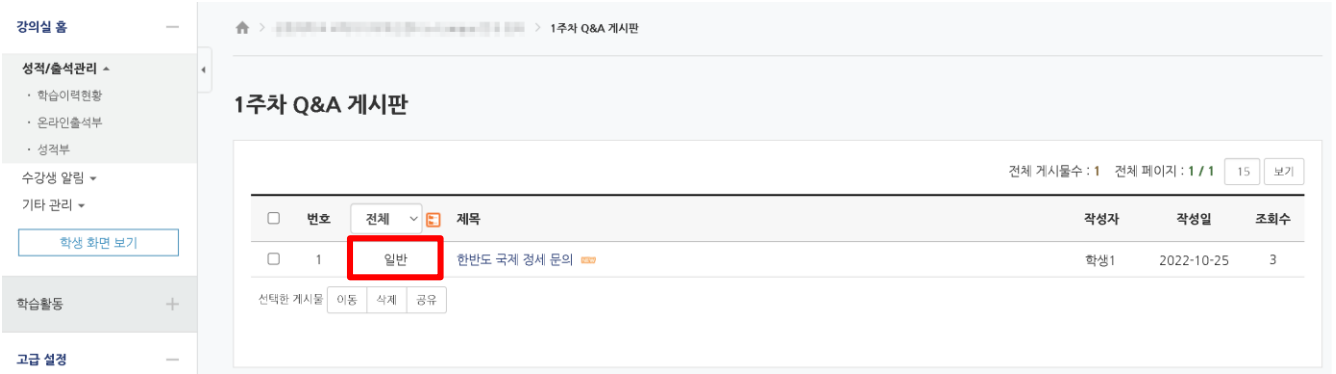 강의실 홈
> > 1주차 Q&A 게시판
성적/출석관리
· 학습이력현황
· 온라인출석부
· 성적부
수강생 알림
기타 관리
학생 화면 보기
학습활동
고급 설정
1주차 Q&A 게시판
전체 게시물수 : 1 전체 페이지 : 1 / 1 15 보기
번호 전체 제목 작성자 작성일 조회수
1 일반 한반도 국제 정세 문의 학생1 2022-10-25 3
선택한 게시물 이동 삭제 공유